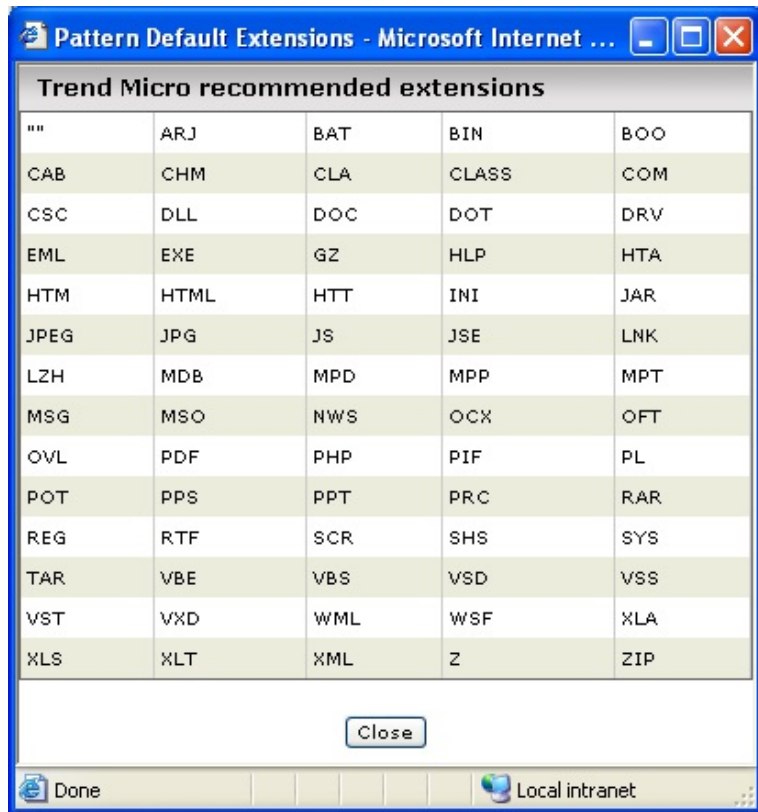 Pattern Default Extensions - Microsoft Internet ...
Trend Micro recommended extensions
"" ARJ BAT BIN BOO
CAB CHM CLA CLASS COM
CSC DLL DOC DOT DRV
EML EXE GZ HLP HTA
HTM HTML HTT INI JAR
JPEG JPG JS JSE LNK
LZH MDB MPD MPP MPT
MSG MSO NWS OCX OFT
OVL PDF PHP PIF PL
POT PPS PPT PRC RAR
REG RTF SCR SHS SYS
TAR VBE VBS VSD VSS
VST VXD WML WSF XLA
XLS XLT XML Z ZIP
Close
Done Local intranet